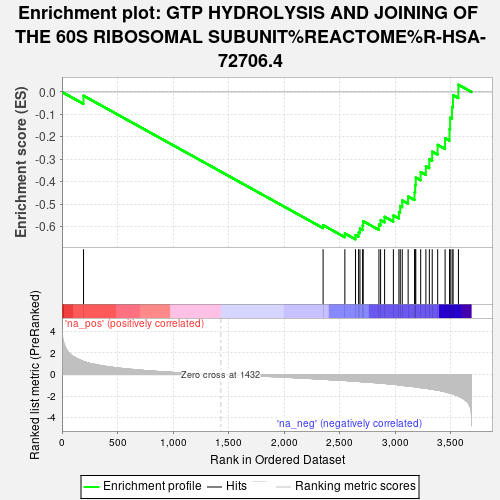 Enrichment plot: GTP HYDROLYSIS AND JOINING OF
THE 60S RIBOSOMAL SUBUNIT%REACTOME%R-HSA-
72706.4
Enrichment score (ES)
0.0
-0.1
-0.2
-0.3
-0.4
-0.5
-0.6
Ranked list metric (PreRanked)
'na_pos' (positively correlated)
4
2
0
-2
-4
Zero cross at 1432
'na_neg' (negatively correlated)
0
500
1,000
1,500
2,000
2,500
3,000
3,500
Rank in Ordered Dataset
Enrichment profile
Hits
Ranking metric scores